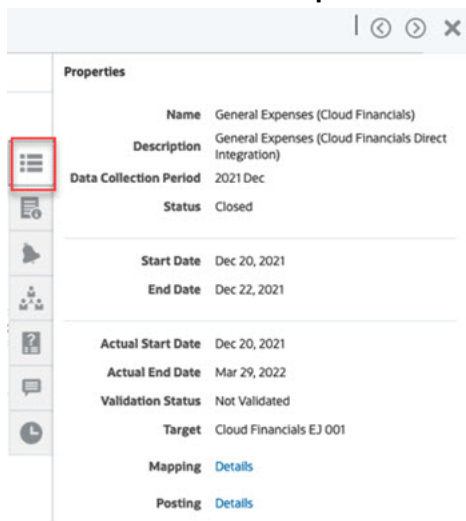 Properties
Name General Expenses (Cloud Financials)
Description General Expenses (Cloud Financials Direct
Integration)
Data Collection Period 2021 Dec
Status Closed
Start Date Dec 20, 2021
End Date Dec 22, 2021
Actual Start Date Dec 20, 2021
Actual End Date Mar 29, 2022
Validation Status Not Validated
Target Cloud Financials EJ 001
Mapping Details
Posting Details